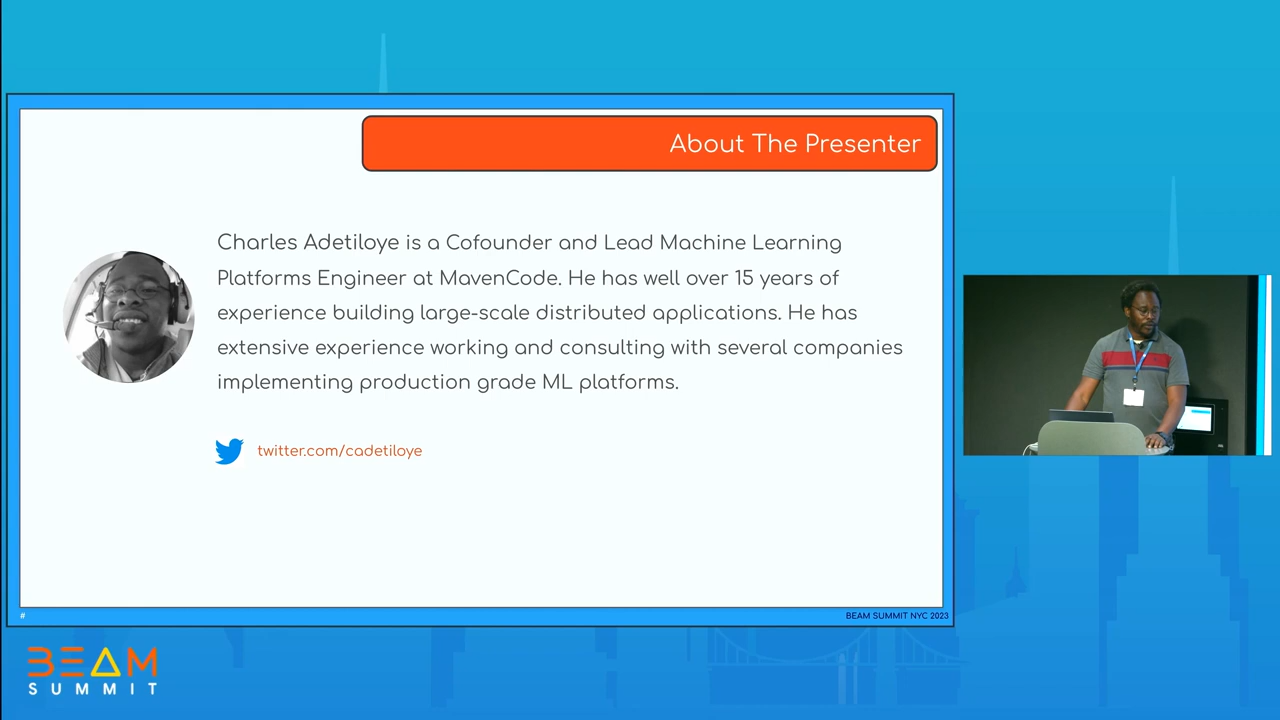 About The Presenter
Charles Adetiloye is a Cofounder and Lead Machine Learning
Platforms Engineer at MavenCode. He has well over 15 years of
experience building large-scale distributed applications. He has
extensive experience working and consulting with several companies
implementing production grade ML platforms.
twitter.com/cadetiloye
#
BEAM SUMMIT NYC 2023
BEAM
SUMMIT